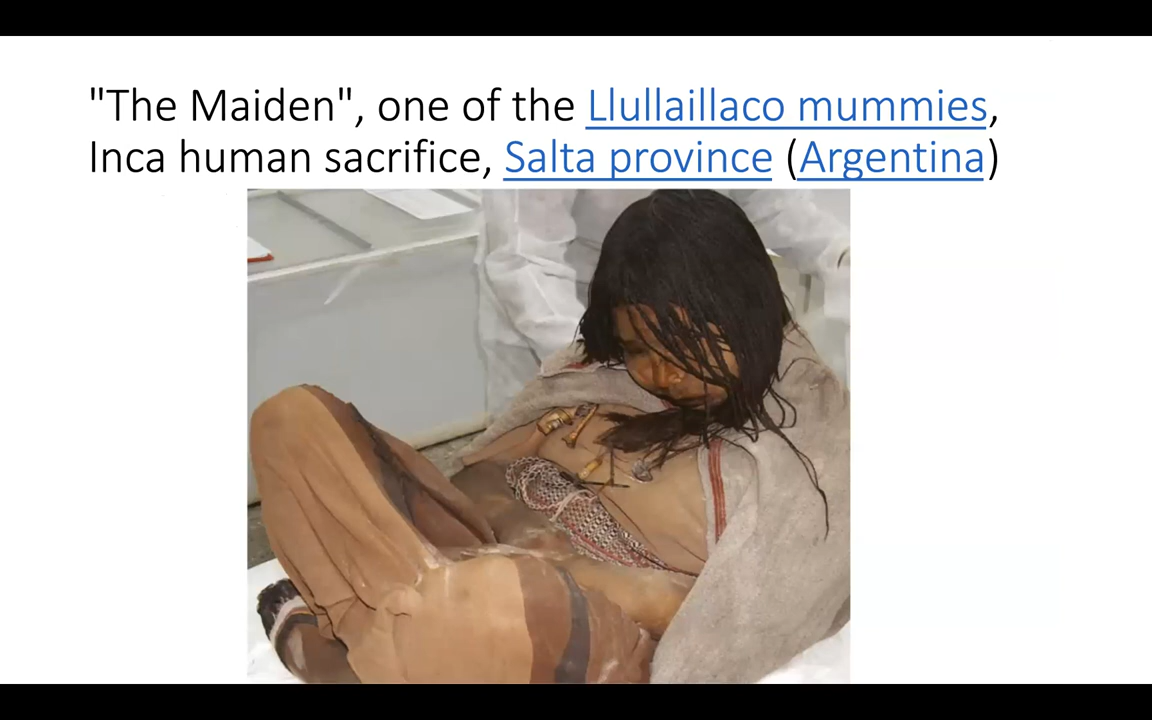 "The Maiden", one of the Llullaillaco mummies,
Inca human sacrifice, Salta province (Argentina)